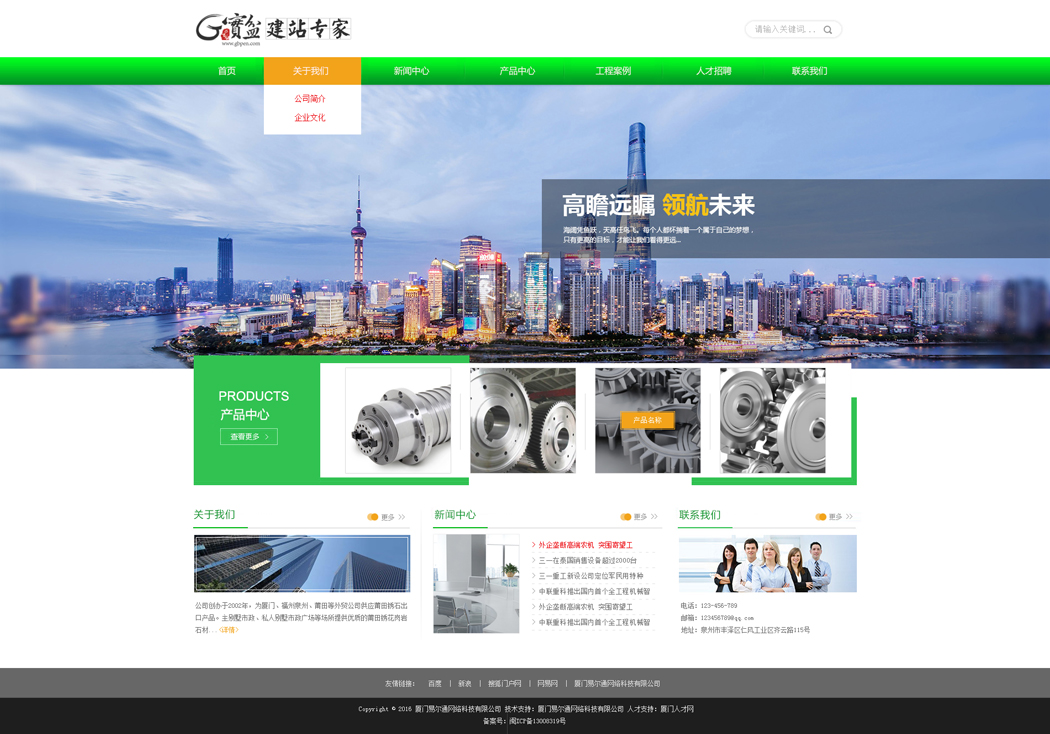 G寶盆 建站专家
www.gbpen.com
请输入关键词...
首页 关于我们 新闻中心 产品中心 工程案例 人才招聘 联系我们
公司简介
企业文化
高瞻远瞩 领航未来
海阔凭鱼跃，天高任鸟飞。每个人都怀揣着一个属于自己的梦想，
只有更高的目标，才能让我们看得更远...
PRODUCTS
产品中心
查看更多 >
产品名称
关于我们 更多 >>
公司创办于2002年。为厦门、福州泉州、莆田等外贸公司供应莆田锈石出
口产品。主别墅市政、私人别墅市政广场等场所提供优质的莆田锈花岗岩
石材...<详情>
新闻中心 更多 >>
> 外企垄断高端农机 突围寄望工
> 三一在泰国销售设备超过2000台
> 三一重工新设公司定位军民用特种
> 中联重科推出国内首个全工程机械智
> 外企垄断高端农机 突围寄望工
> 中联重科推出国内首个全工程机械智
联系我们 更多 >>
电话：123-456-789
邮箱：1234567898qq.com
地址：泉州市丰泽区仁风工业区齐云路115号
友情链接： 百度 | 新浪 | 搜狐门户网 | 网易网 | 厦门易尔通网络科技有限公司
Copyright © 2016 厦门易尔通网络科技有限公司 技术支持：厦门易尔通网络科技有限公司 人才支持：厦门人才网
备案号：闽ICP备13008319号